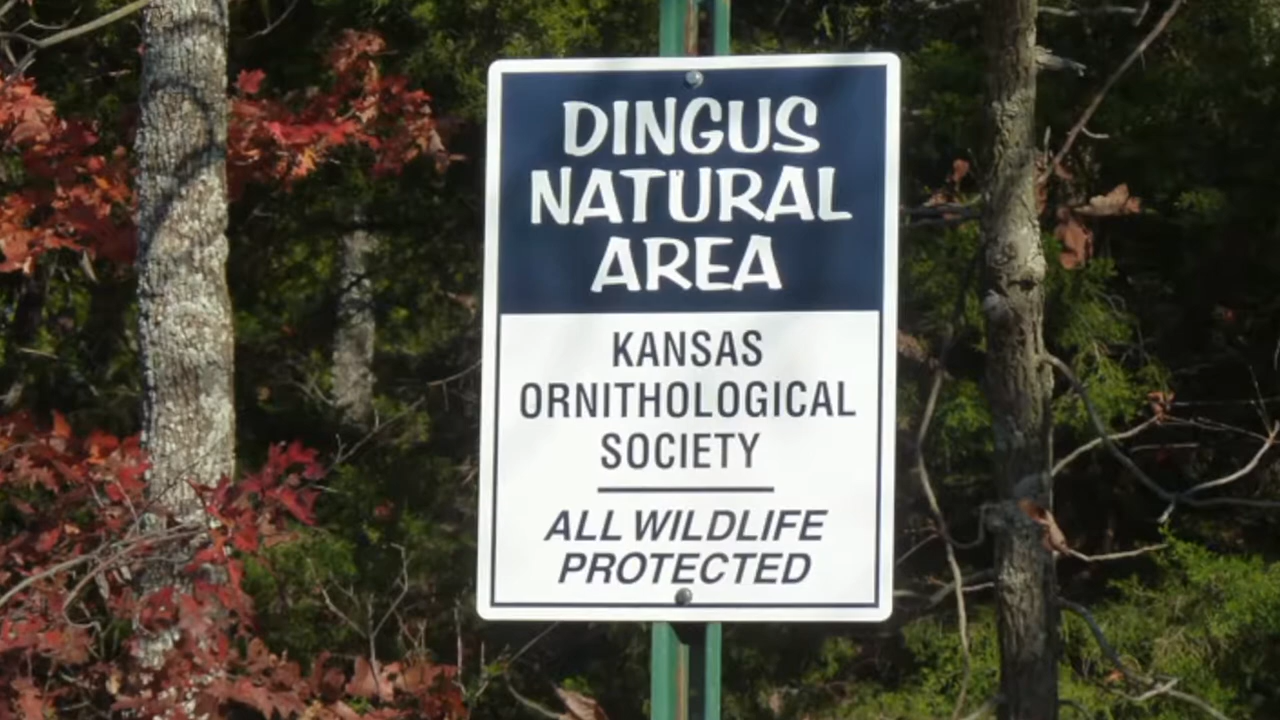 DINGUS
NATURAL
AREA
KANSAS
ORNITHOLOGICAL
SOCIETY
ALL WILDLIFE
PROTECTED